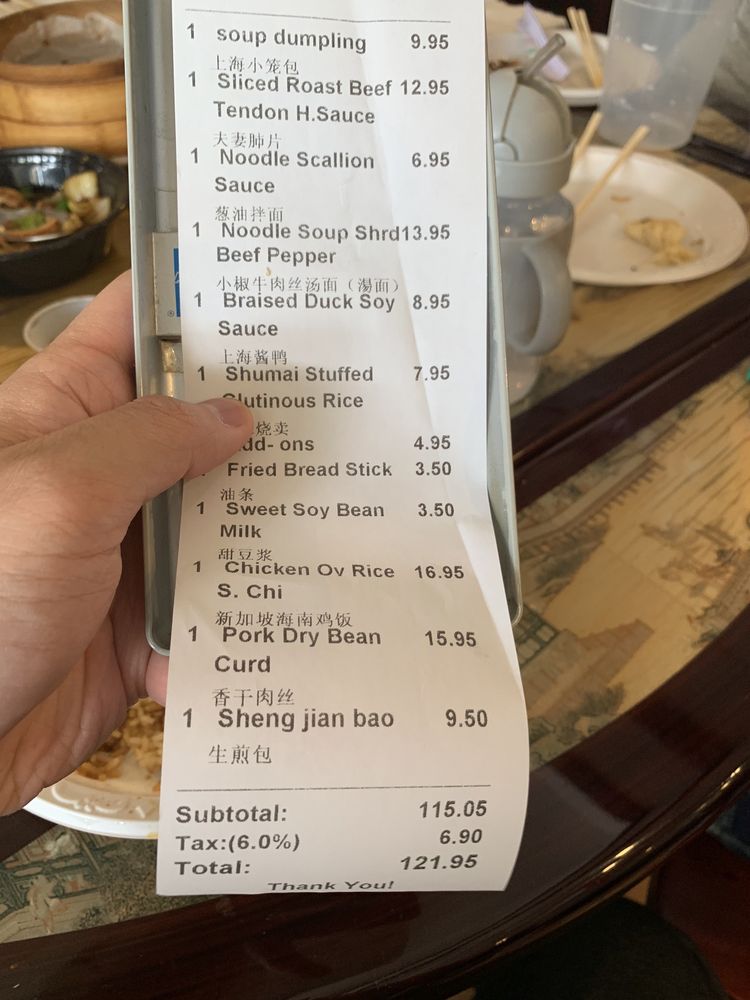 1 soup dumpling 9.95
上海小笼包
1 Sliced Roast Beef 12.95
Tendon H.Sauce
夫妻肺片
1 Noodle Scallion 6.95
Sauce
葱油拌面
1 Noodle Soup Shrd13.95
Beef Pepper
小椒牛肉丝汤面（湯面）
1 Braised Duck Soy 8.95
Sauce
上海酱鸭
1 Shumai Stuffed 7.95
Glutinous Rice
烧卖
Add- ons 4.95
Fried Bread Stick 3.50
油条
1 Sweet Soy Bean 3.50
Milk
甜豆浆
1 Chicken Ov Rice 16.95
S. Chi
新加坡海南鸡饭
1 Pork Dry Bean 15.95
Curd
香干肉丝
1 Sheng jian bao 9.50
生煎包
Subtotal: 115.05
Tax:(6.0%) 6.90
Total: 121.95
Thank You!